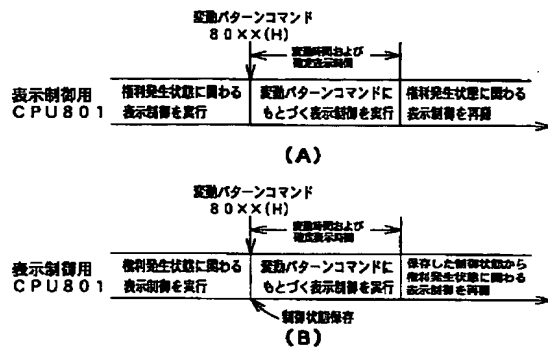 変動パターンコマンド
80××(H)
変動時間および
確定表示時間
表示制御用
CPU801
権利発生状態に関わる
表示制御を実行
変動パターンコマンドに
もとづく表示制御を実行
権利発生状態に関わる
表示制御を再開
(A)
変動パターンコマンド
80××(H)
変動時間および
確定表示時間
表示制御用
CPU801
権利発生状態に関わる
表示制御を実行
変動パターンコマンドに
もとづく表示制御を実行
保存した制御状態から
権利発生状態に関わる
表示制御を再開
制御状態保存
(B)